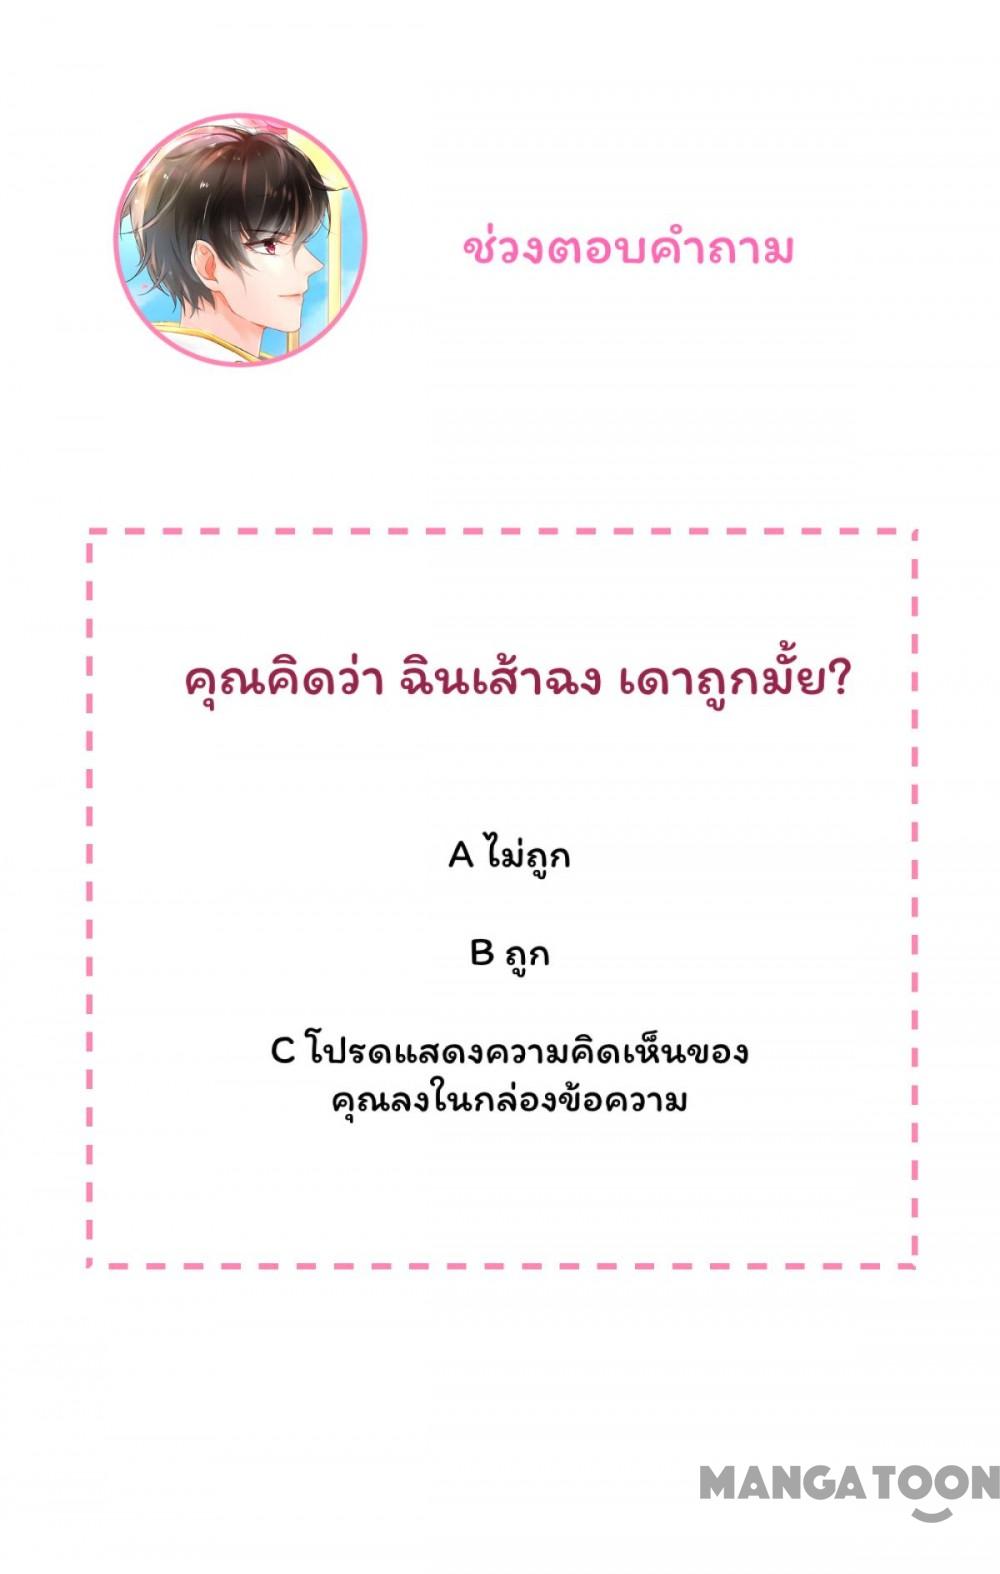 ช่วงตอบคำถาม
คุณคิดว่า ฉินเส้าฉง เดาถูกมั้ย?
A ไม่ถูก
B ถูก
C โปรดแสดงความคิดเห็นของ
คุณลงในกล่องข้อความ
MANGATOON